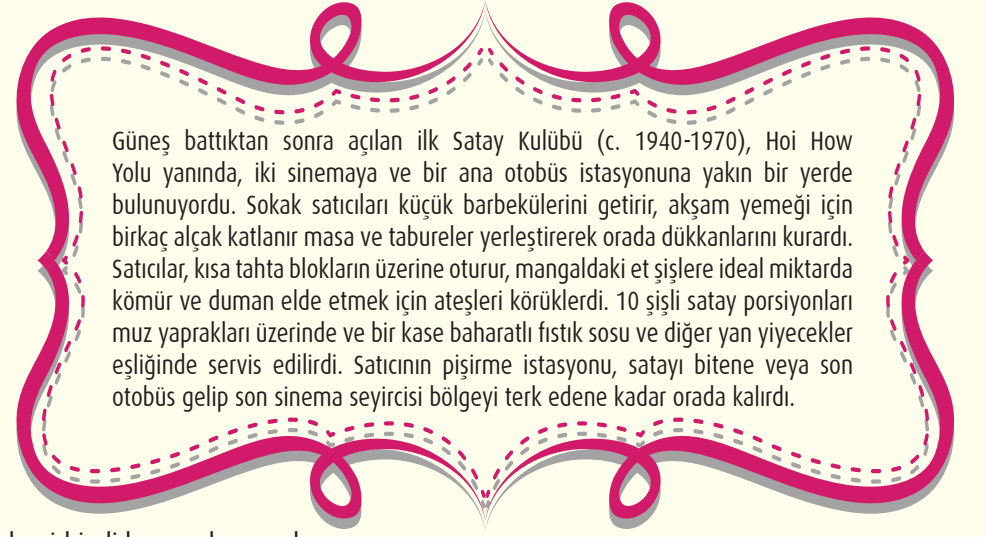 Güneş battıktan sonra açılan ilk Satay Kulübü (c. 1940-1970), Hoi How
Yolu yanında, iki sinemaya ve bir ana otobüs istasyonuna yakın bir yerde
bulunuyordu. Sokak satıcıları küçük barbekülerini getirir, akşam yemeği için
birkaç alçak katlanır masa ve tabureler yerleştirerek orada dükkanlarını kurardı.
Satıcılar, kısa tahta blokların üzerine oturur, mangaldaki et şişlere ideal miktarda
kömür ve duman elde etmek için ateşleri körüklerdi. 10 şişli satay porsiyonları
muz yaprakları üzerinde ve bir kase baharatlı fıstık sosu ve diğer yan yiyecekler
eşliğinde servis edilirdi. Satıcının pişirme istasyonu, satayı bitene veya son
otobüs gelip son sinema seyircisi bölgeyi terk edene kadar orada kalırdı.